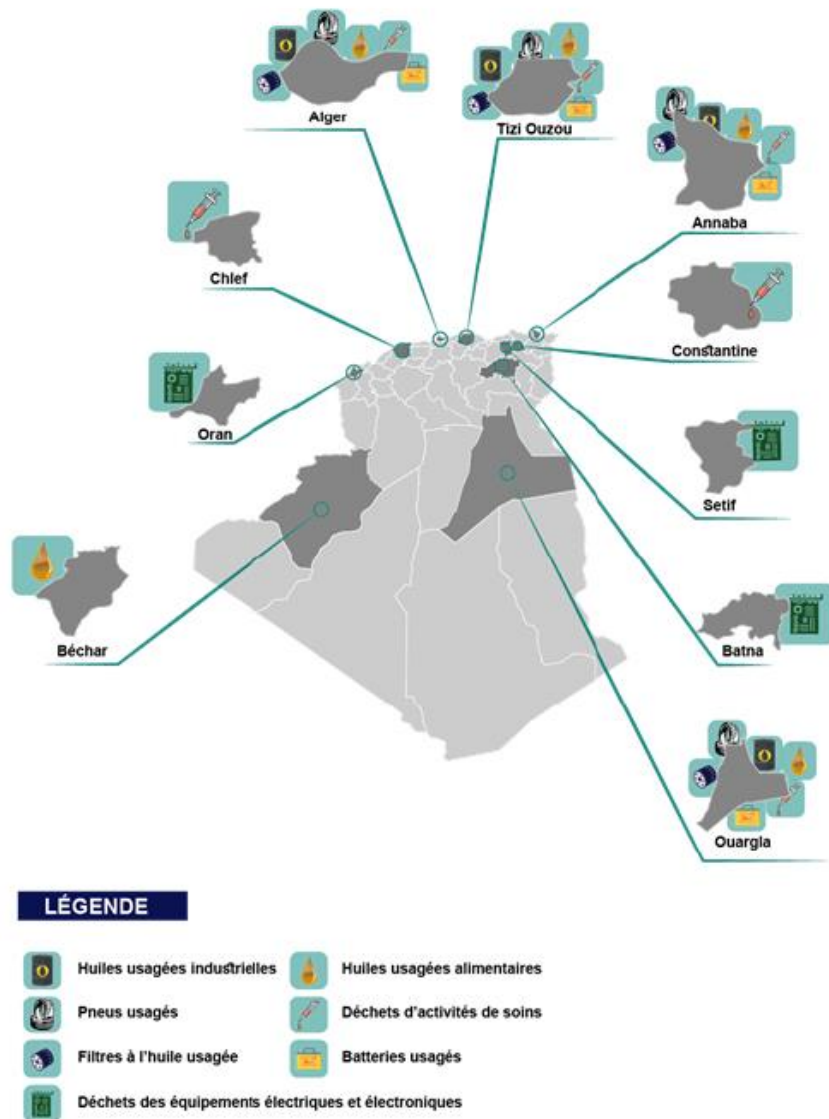 Alger
Tizi Ouzou
Annaba
Chlef
Constantine
Oran
Setif
Béchar
Batna
Ouargla
LÉGENDE
Huiles usagées industrielles
Huiles usagées alimentaires
Pneus usagés
Déchets d'activités de soins
Filtres à l'huile usagée
Batteries usagés
Déchets des équipements électriques et électroniques